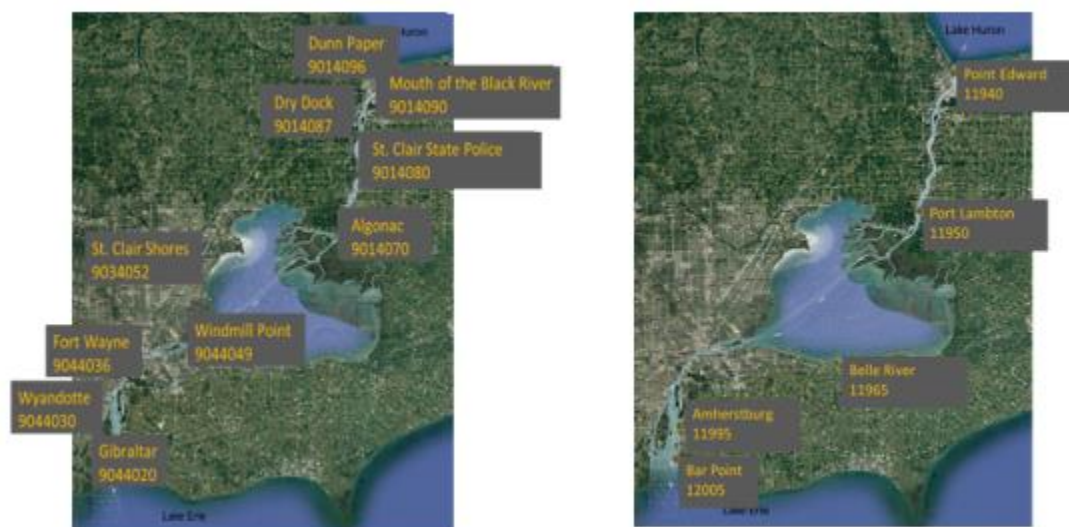 Dunn Paper
9014096
Huron
Mouth of the Black River
9014090
Dry Dock
9014087
St. Clair State Police
9014080
Algonac
9014070
St. Clair Shores
9034052
Windmill Point
9044049
Fort Wayne
9044036
Wyandotte
9044030
Gibraltar
9044020
Lake Erie
Lake Huron
Point Edward
11940
Port Lambton
11950
Belle River
11965
Amherstburg
11995
Bar Point
12005